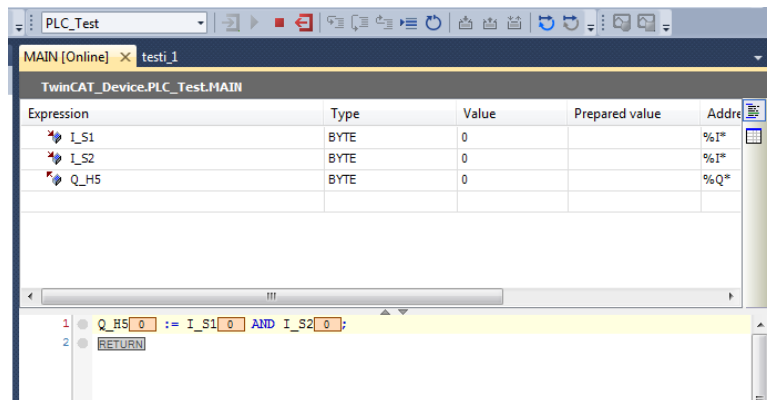 PLC_Test
MAIN [Online] testi_1
TwinCAT_Device.PLC_Test.MAIN
Expression Type Value Prepared value Addre
I_S1 BYTE 0 %I*
I_S2 BYTE 0 %I*
Q_H5 BYTE 0 %Q*
1 Q_H5 0 := I_S1 0 AND I_S2 0 ;
2 RETURN